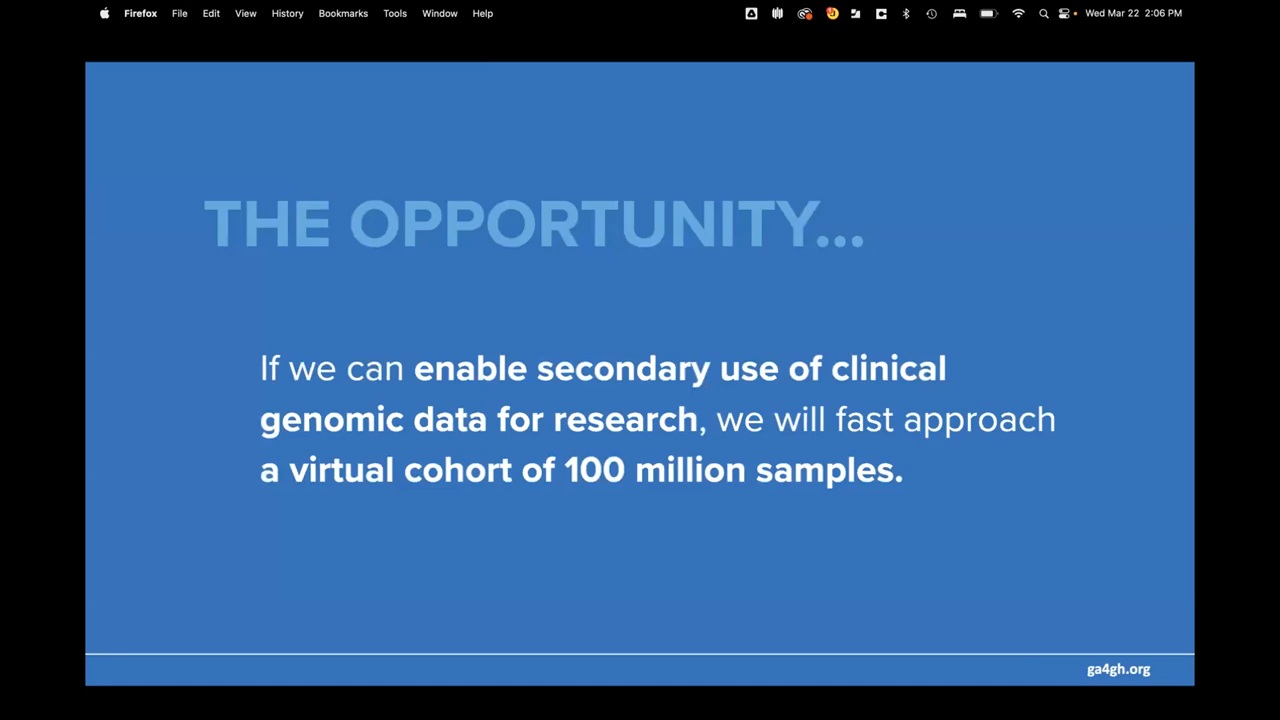 Firefox File Edit View History Bookmarks Tools Window Help Wed Mar 22 2:06 PM
THE OPPORTUNITY...
If we can enable secondary use of clinical
genomic data for research, we will fast approach
a virtual cohort of 100 million samples.
ga4gh.org